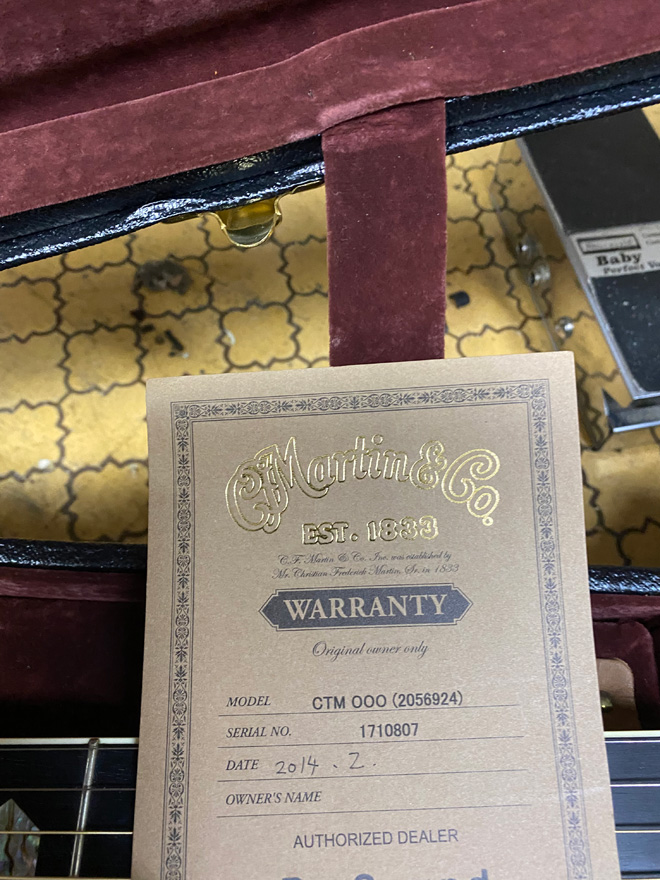 Baby
Perfect
C.F. Martin & Co.
EST. 1833
C.F. Martin & Co. Inc. was established by
Mr. Christian Frederick Martin, Sr. in 1833
WARRANTY
Original owner only
MODEL CTM OOO (2056924)
SERIAL NO. 1710807
DATE 2014 . 2 .
OWNER'S NAME
AUTHORIZED DEALER